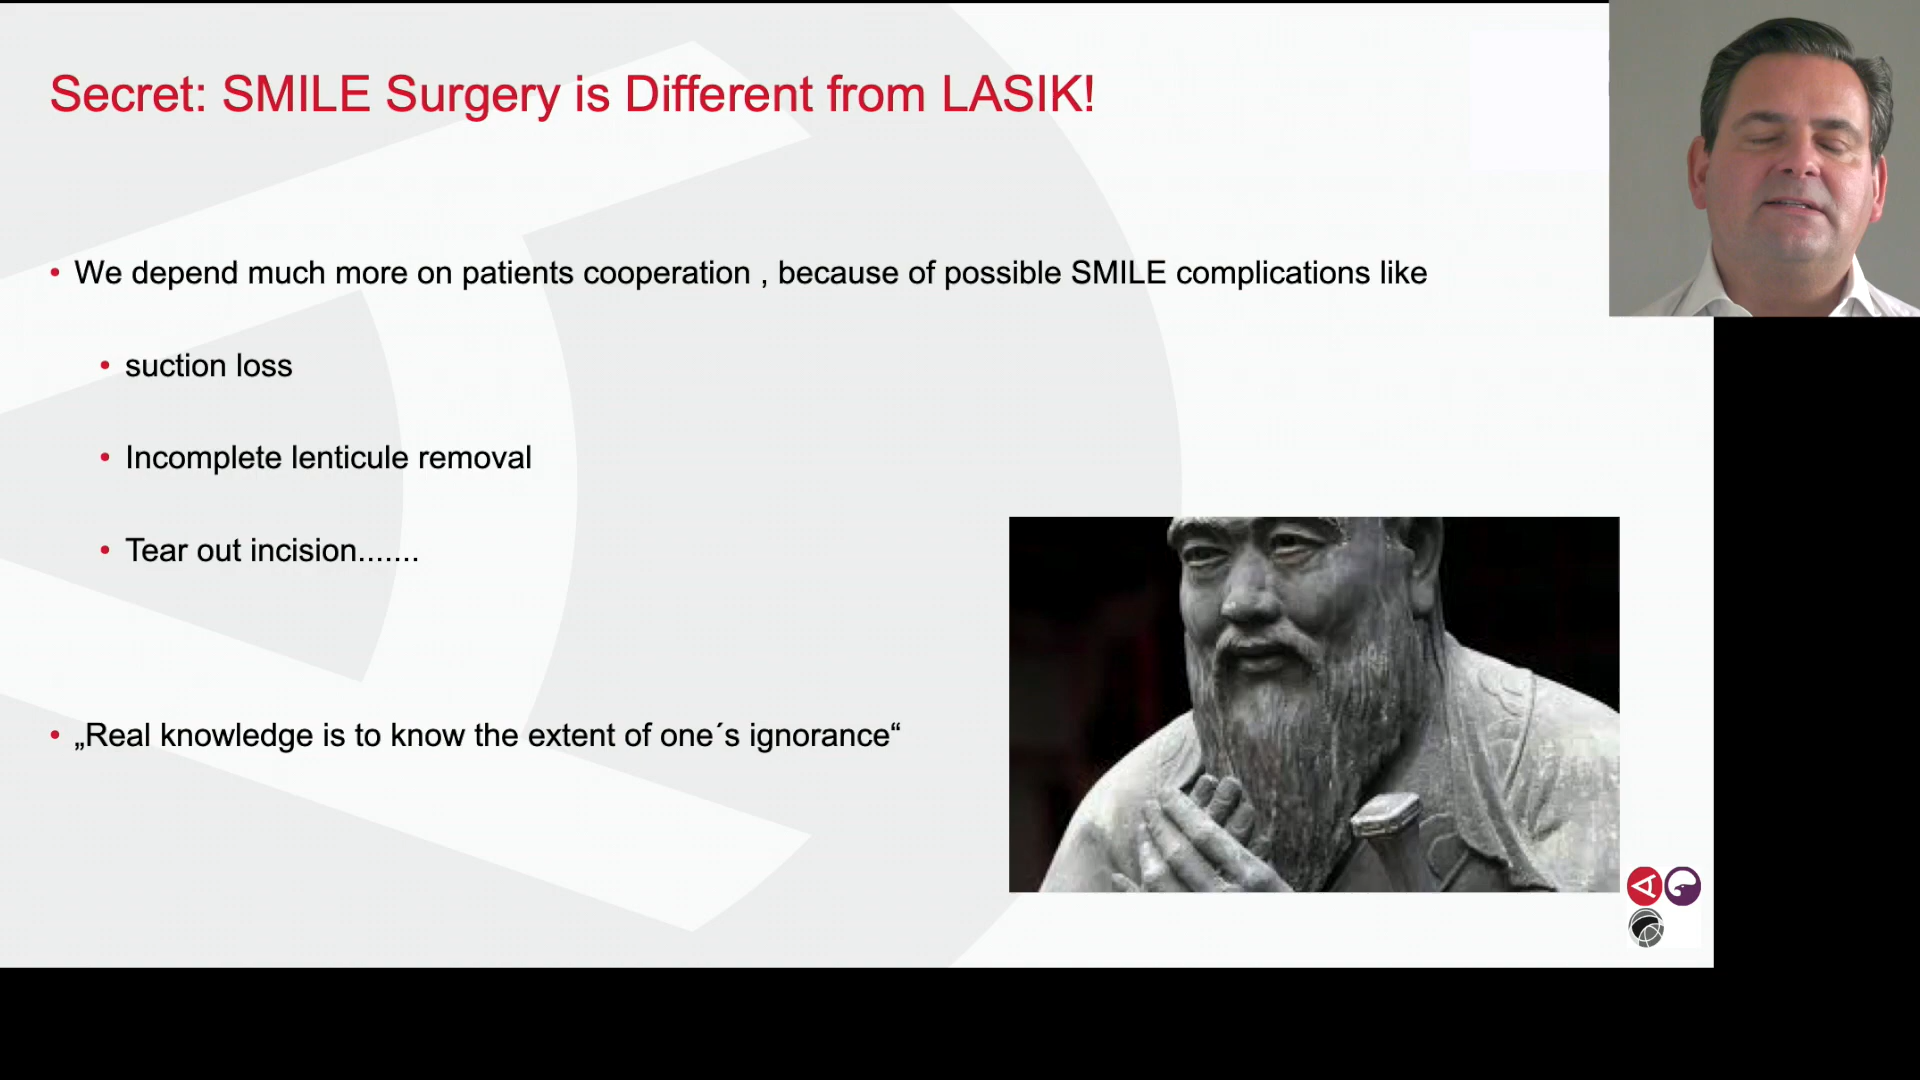 Secret: SMILE Surgery is Different from LASIK!
• We depend much more on patients cooperation , because of possible SMILE complications like
• suction loss
• Incomplete lenticule removal
• Tear out incision.......
• „Real knowledge is to know the extent of one´s ignorance“